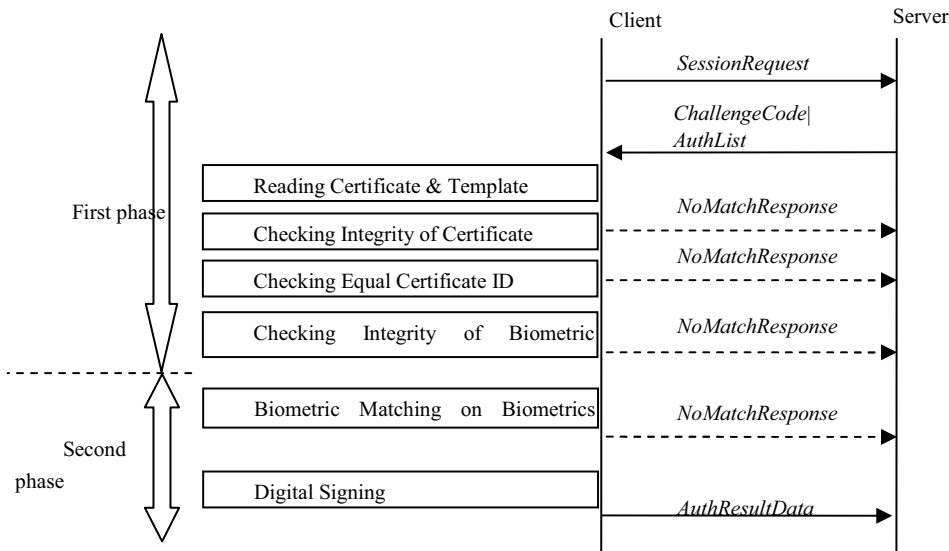 Client
Server
SessionRequest
ChallengeCode|
AuthList
Reading Certificate & Template
First phase
NoMatchResponse
Checking Integrity of Certificate
NoMatchResponse
Checking Equal Certificate ID
Checking Integrity of Biometric
NoMatchResponse
Biometric Matching on Biometrics
NoMatchResponse
Second
phase
Digital Signing
AuthResultData